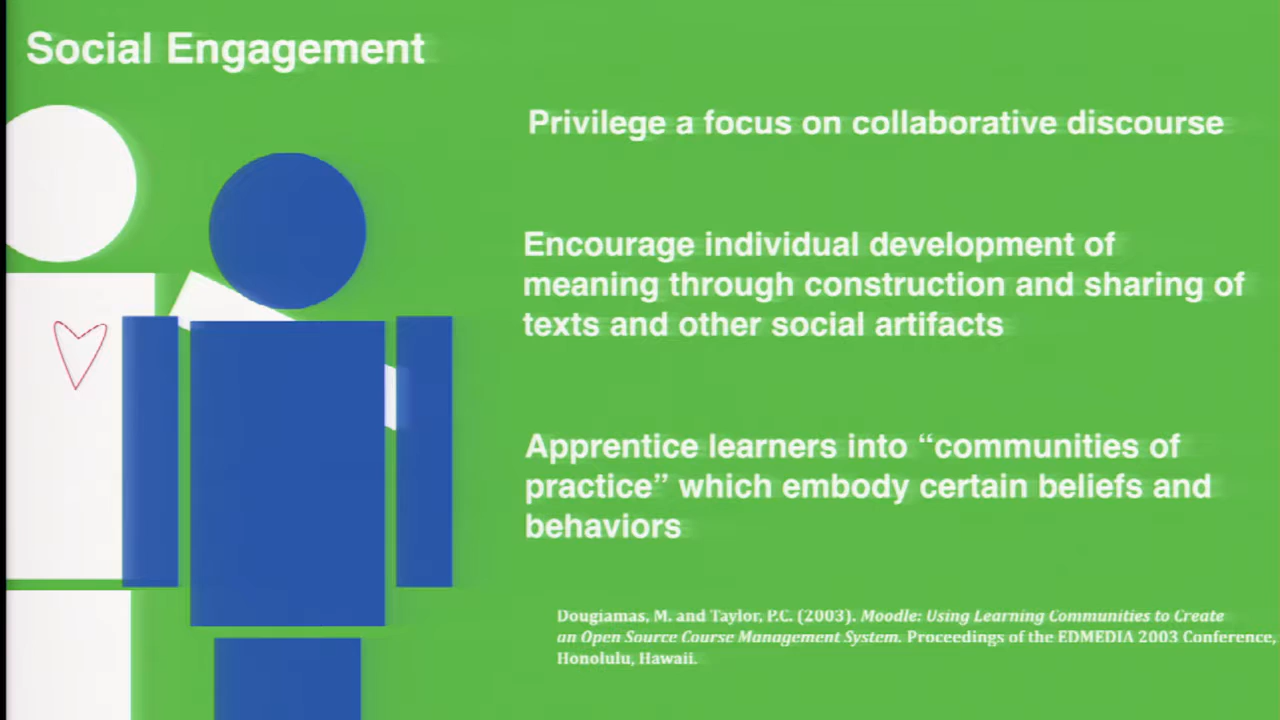 Social Engagement
Privilege a focus on collaborative discourse
Encourage individual development of
meaning through construction and sharing of
texts and other social artifacts
Apprentice learners into “communities of
practice” which embody certain beliefs and
behaviors
Dougiamas, M. and Taylor, P.C. (2003). Moodle: Using Learning Communities to Create
an Open Source Course Management System. Proceedings of the EDMEDIA 2003 Conference,
Honolulu, Hawaii.